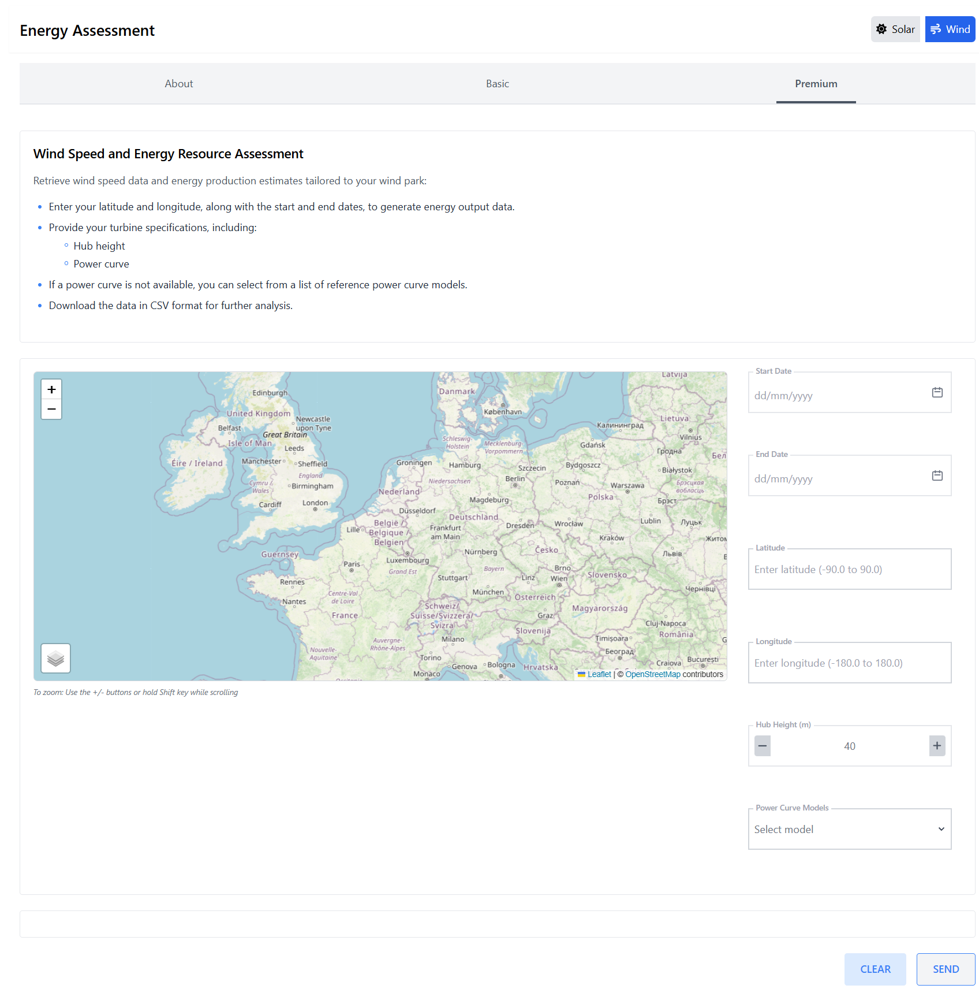 Energy Assessment
Solar
Wind
About
Basic
Premium
Wind Speed and Energy Resource Assessment
Retrieve wind speed data and energy production estimates tailored to your wind park:
Enter your latitude and longitude, along with the start and end dates, to generate energy output data.
Provide your turbine specifications, including:
Hub height
Power curve
If a power curve is not available, you can select from a list of reference power curve models.
Download the data in CSV format for further analysis.
+
−
Edinburgh
United Kingdom
Newcastle
upon Tyne
Belfast
Great Britain
Isle of Man
Leeds
Éire / Ireland
Manchester
Sheffield
England
Cymru /
Wales
Birmingham
Cardiff
London
Guernsey
Danmark
København
Latvija
Lietuva
Vilnius
Калининград
Schleswig-
Holstein
Mecklenburg-
Vorpommern
Gdańsk
Гродна
Бел
Groningen
Hamburg
Szczecin
Bydgoszcz
Białystok
Niedersachsen
Berlin
Poznań
Warszawa
Брэсцкая
вобласць
Nederland
Magdeburg
Polska
Брэст
Düsseldorf
Deutschland
België /
Belgique /
Belgien
Lille
Frankfurt
am Main
Dresden
Wrocław
Lublin
Луцьк
Kraków
Житом
Nürnberg
Česko
Львів
Paris
Luxembourg
Grand Est
Bayern
Brno
Stuttgart
Linz
Wien
Slovensko
Rennes
München
Чернівці
Centre-Val
de Loire
Nantes
Österreich
Schweiz/
Suisse/Svizzera/
Svizra
France
Graz
Magyarország
Cluj-Napoca
Slovenija
România
Milano
Timișoara
Auvergne-
Rhône-Alpes
Nouvelle-
Aquitaine
Torino
Београд
Genova
Bologna
Hrvatska
Craiova
București
Monaco
Leaflet | © OpenStreetMap contributors
To zoom: Use the +/- buttons or hold Shift key while scrolling
Start Date
dd/mm/yyyy
End Date
dd/mm/yyyy
Latitude
Enter latitude (-90.0 to 90.0)
Longitude
Enter longitude (-180.0 to 180.0)
Hub Height (m)
− 40 +
Power Curve Models
Select model
CLEAR
SEND